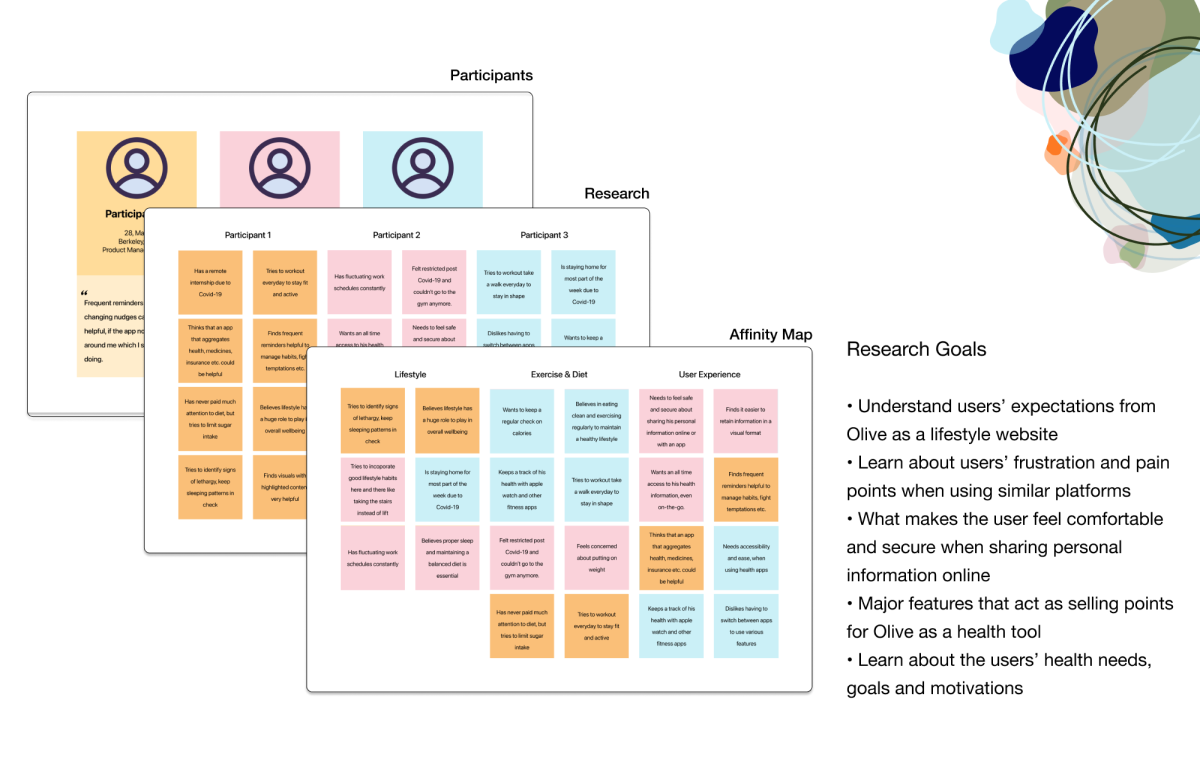 Participants
Participa
28, Ma
Berkeley,
Product Mana
“
Frequent reminders
changing nudges ca
helpful, if the app no
around me which I s
doing.
Research
Participant 1
Participant 2
Participant 3
Has a remote
internship due to
Covid-19
Tries to workout
everyday to stay fit
and active
Has fluctuating work
schedules constantly
Felt restricted post
Covid-19 and
couldn't go to the
gym anymore.
Tries to workout take
a walk everyday to
stay in shape
Is staying home for
most part of the
week due to
Covid-19
Thinks that an app
that aggregates
health, medicines,
insurance etc. could
be helpful
Finds frequent
reminders helpful to
manage habits, figh
temptations etc.
Wants an all time
access to his health
Needs to feel safe
and secure about
Dislikes having to
switch between apps
Wants to keep a
Has never paid much
attention to diet, but
tries to limit sugar
intake
Believes lifestyle ha
a huge role to play i
overall wellbeing
Tries to identify signs
of lethargy, keep
sleeping patterns in
check
Finds visuals with
highlighted conten
very helpful
Affinity Map
Lifestyle
Exercise & Diet
User Experience
Tries to identify signs
of lethargy, keep
sleeping patterns in
check
Believes lifestyle has
a huge role to play in
overall wellbeing
Wants to keep a
regular check on
calories
Believes in eating
clean and exercising
regularly to maintain
a healthy lifestyle
Needs to feel safe
and secure about
sharing his personal
information online or
with an app
Finds it easier to
retain information in a
visual format
Tries to incoporate
good lifestyle habits
here and there like
taking the stairs
instead of lift
Is staying home for
most part of the
week due to
Covid-19
Keeps a track of his
health with apple
watch and other
fitness apps
Tries to workout take
a walk everyday to
stay in shape
Wants an all time
access to his health
information, even
on-the-go.
Finds frequent
reminders helpful to
manage habits, fight
temptations etc.
Has fluctuating work
schedules constantly
Believes proper sleep
and maintaining a
balanced diet is
essential
Felt restricted post
Covid-19 and
couldn't go to the
gym anymore.
Feels concerned
about putting on
weight
Thinks that an app
that aggregates
health, medicines,
insurance etc. could
be helpful
Needs accessibility
and ease, when
using health apps
Has never paid much
attention to diet, but
tries to limit sugar
intake
Tries to workout
everyday to stay fit
and active
Keeps a track of his
health with apple
watch and other
fitness apps
Dislikes having to
switch between apps
to use various
features
Research Goals
• Understand users’ expectations from
Olive as a lifestyle website
• Learn about users’ frustration and pain
points when using similar platforms
• What makes the user feel comfortable
and secure when sharing personal
information online
• Major features that act as selling points
for Olive as a health tool
• Learn about the users’ health needs,
goals and motivations